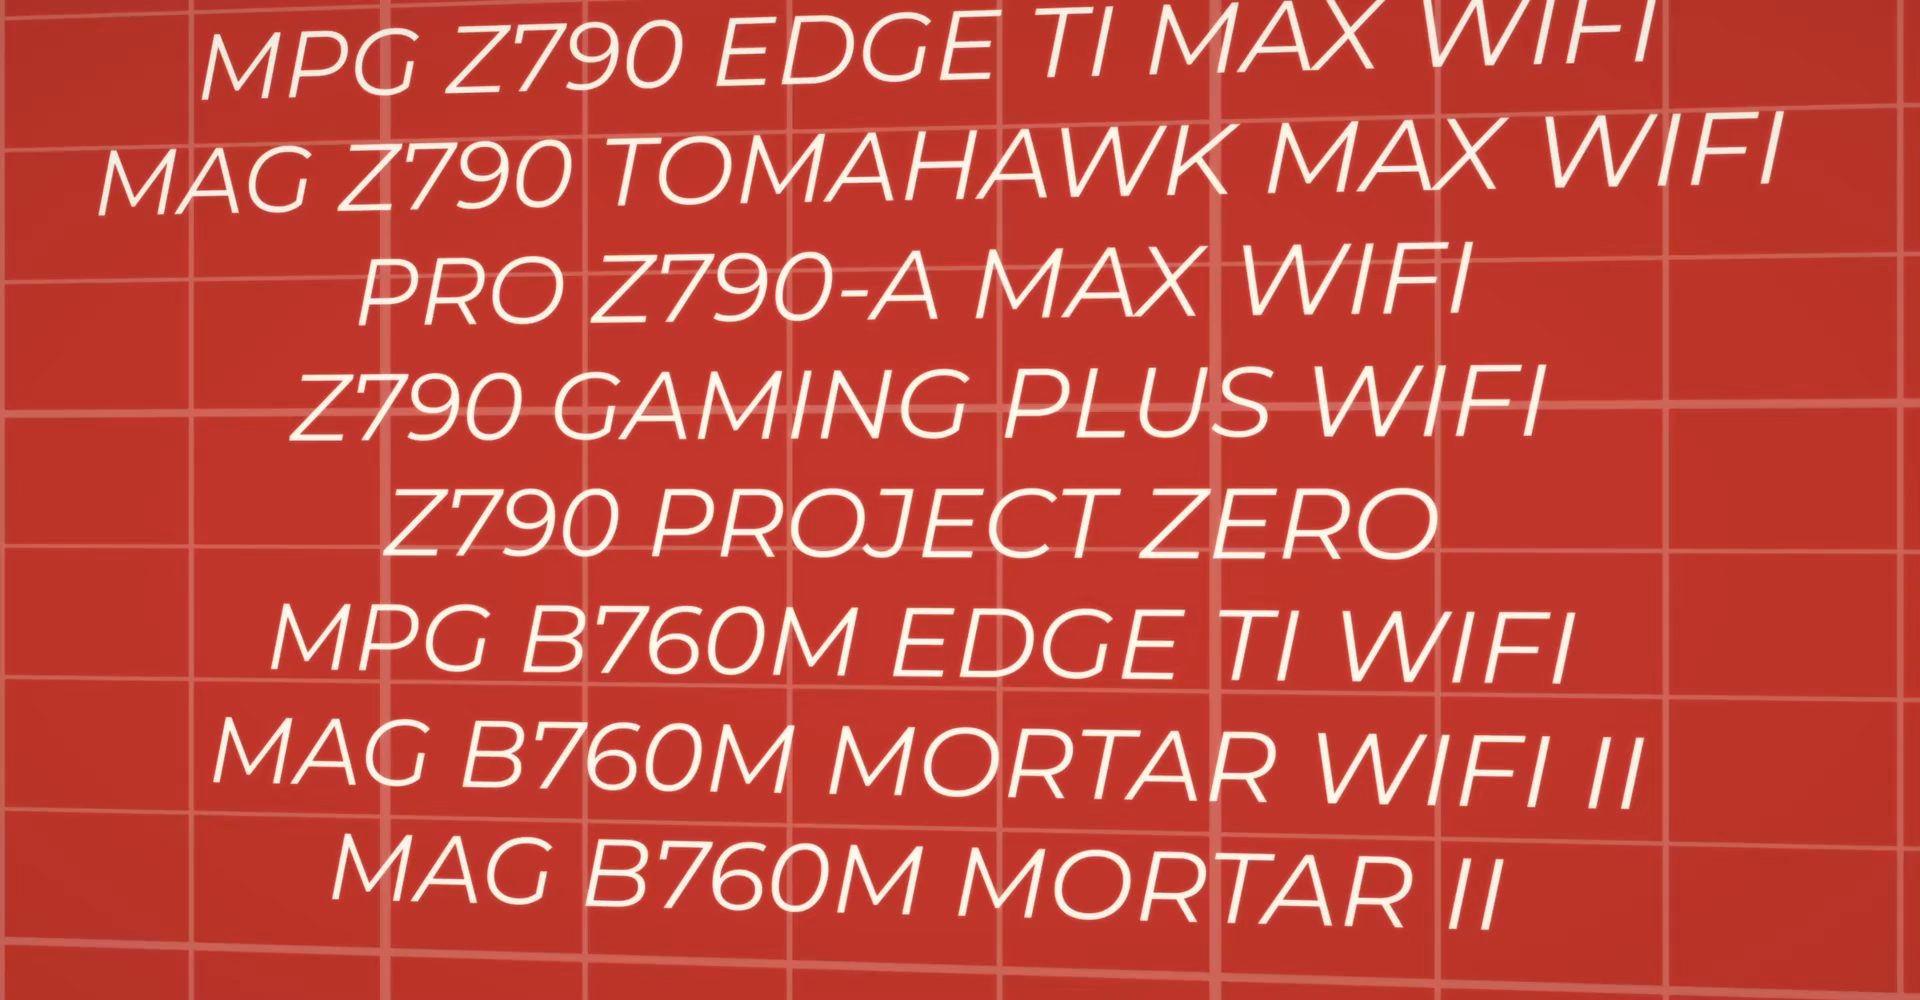 MPG Z790 EDGE TI MAX WIFI
MAG Z790 TOMAHAWK MAX WIFI
PRO Z790-A MAX WIFI
Z790 GAMING PLUS WIFI
Z790 PROJECT ZERO
MPG B760M EDGE TI WIFI
MAG B760M MORTAR WIFI II
MAG B760M MORTAR II